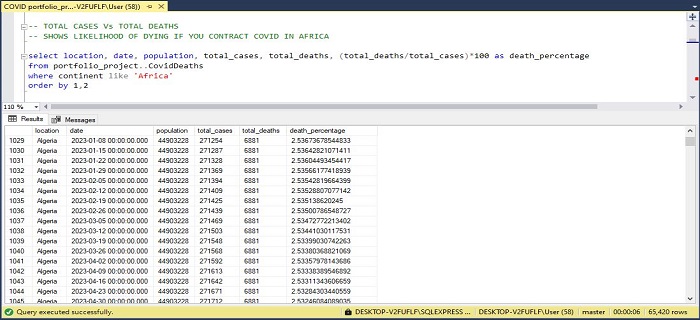 COVID portfolio_pr...-V2FUFLF\User (58))
-- TOTAL CASES Vs TOTAL DEATHS
-- SHOWS LIKELIHOOD OF DYING IF YOU CONTRACT COVID IN AFRICA
select location, date, population, total_cases, total_deaths, (total_deaths/total_cases)*100 as death_percentage
from portfolio_project..CovidDeaths
where continent like 'Africa'
order by 1,2
110 %
Results Messages
location date population total_cases total_deaths death_percentage
1029 Algeria 2023-01-08 00:00:00.000 44903228 271254 6881 2.53673678544833
1030 Algeria 2023-01-15 00:00:00.000 44903228 271287 6881 2.53642821071411
1031 Algeria 2023-01-22 00:00:00.000 44903228 271328 6881 2.53604493454417
1032 Algeria 2023-01-29 00:00:00.000 44903228 271369 6881 2.53566177418939
1033 Algeria 2023-02-05 00:00:00.000 44903228 271394 6881 2.53542819664399
1034 Algeria 2023-02-12 00:00:00.000 44903228 271409 6881 2.53528807077142
1035 Algeria 2023-02-19 00:00:00.000 44903228 271425 6881 2.535138620245
1036 Algeria 2023-02-26 00:00:00.000 44903228 271439 6881 2.53500786548727
1037 Algeria 2023-03-05 00:00:00.000 44903228 271469 6881 2.53472772213402
1038 Algeria 2023-03-12 00:00:00.000 44903228 271503 6881 2.53441030117531
1039 Algeria 2023-03-19 00:00:00.000 44903228 271548 6881 2.53399030742263
1040 Algeria 2023-03-26 00:00:00.000 44903228 271568 6881 2.53380368821069
1041 Algeria 2023-04-02 00:00:00.000 44903228 271592 6881 2.53357978143686
1042 Algeria 2023-04-09 00:00:00.000 44903228 271613 6881 2.53338389546892
1043 Algeria 2023-04-16 00:00:00.000 44903228 271642 6881 2.53311343606659
1044 Algeria 2023-04-23 00:00:00.000 44903228 271671 6881 2.53284303440559
1045 Algeria 2023-04-30 00:00:00.000 44903228 271712 6881 2.53246084089035
Query executed successfully. DESKTOP-V2FUFLF\SQLEXPRESS ... DESKTOP-V2FUFLF\User (58) master 00:00:06 65,420 rows